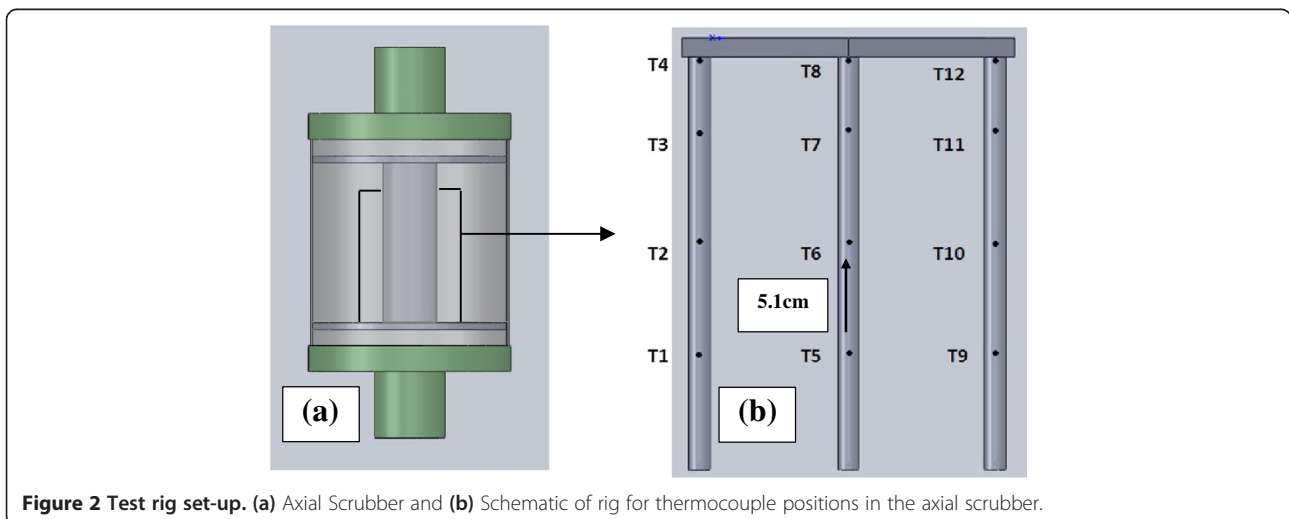 T4 T8 T12
T3 T7 T11
T2 T6 T10
5.1cm
T1 T5 T9
(a) (b)
Figure 2 Test rig set-up. (a) Axial Scrubber and (b) Schematic of rig for thermocouple positions in the axial scrubber.